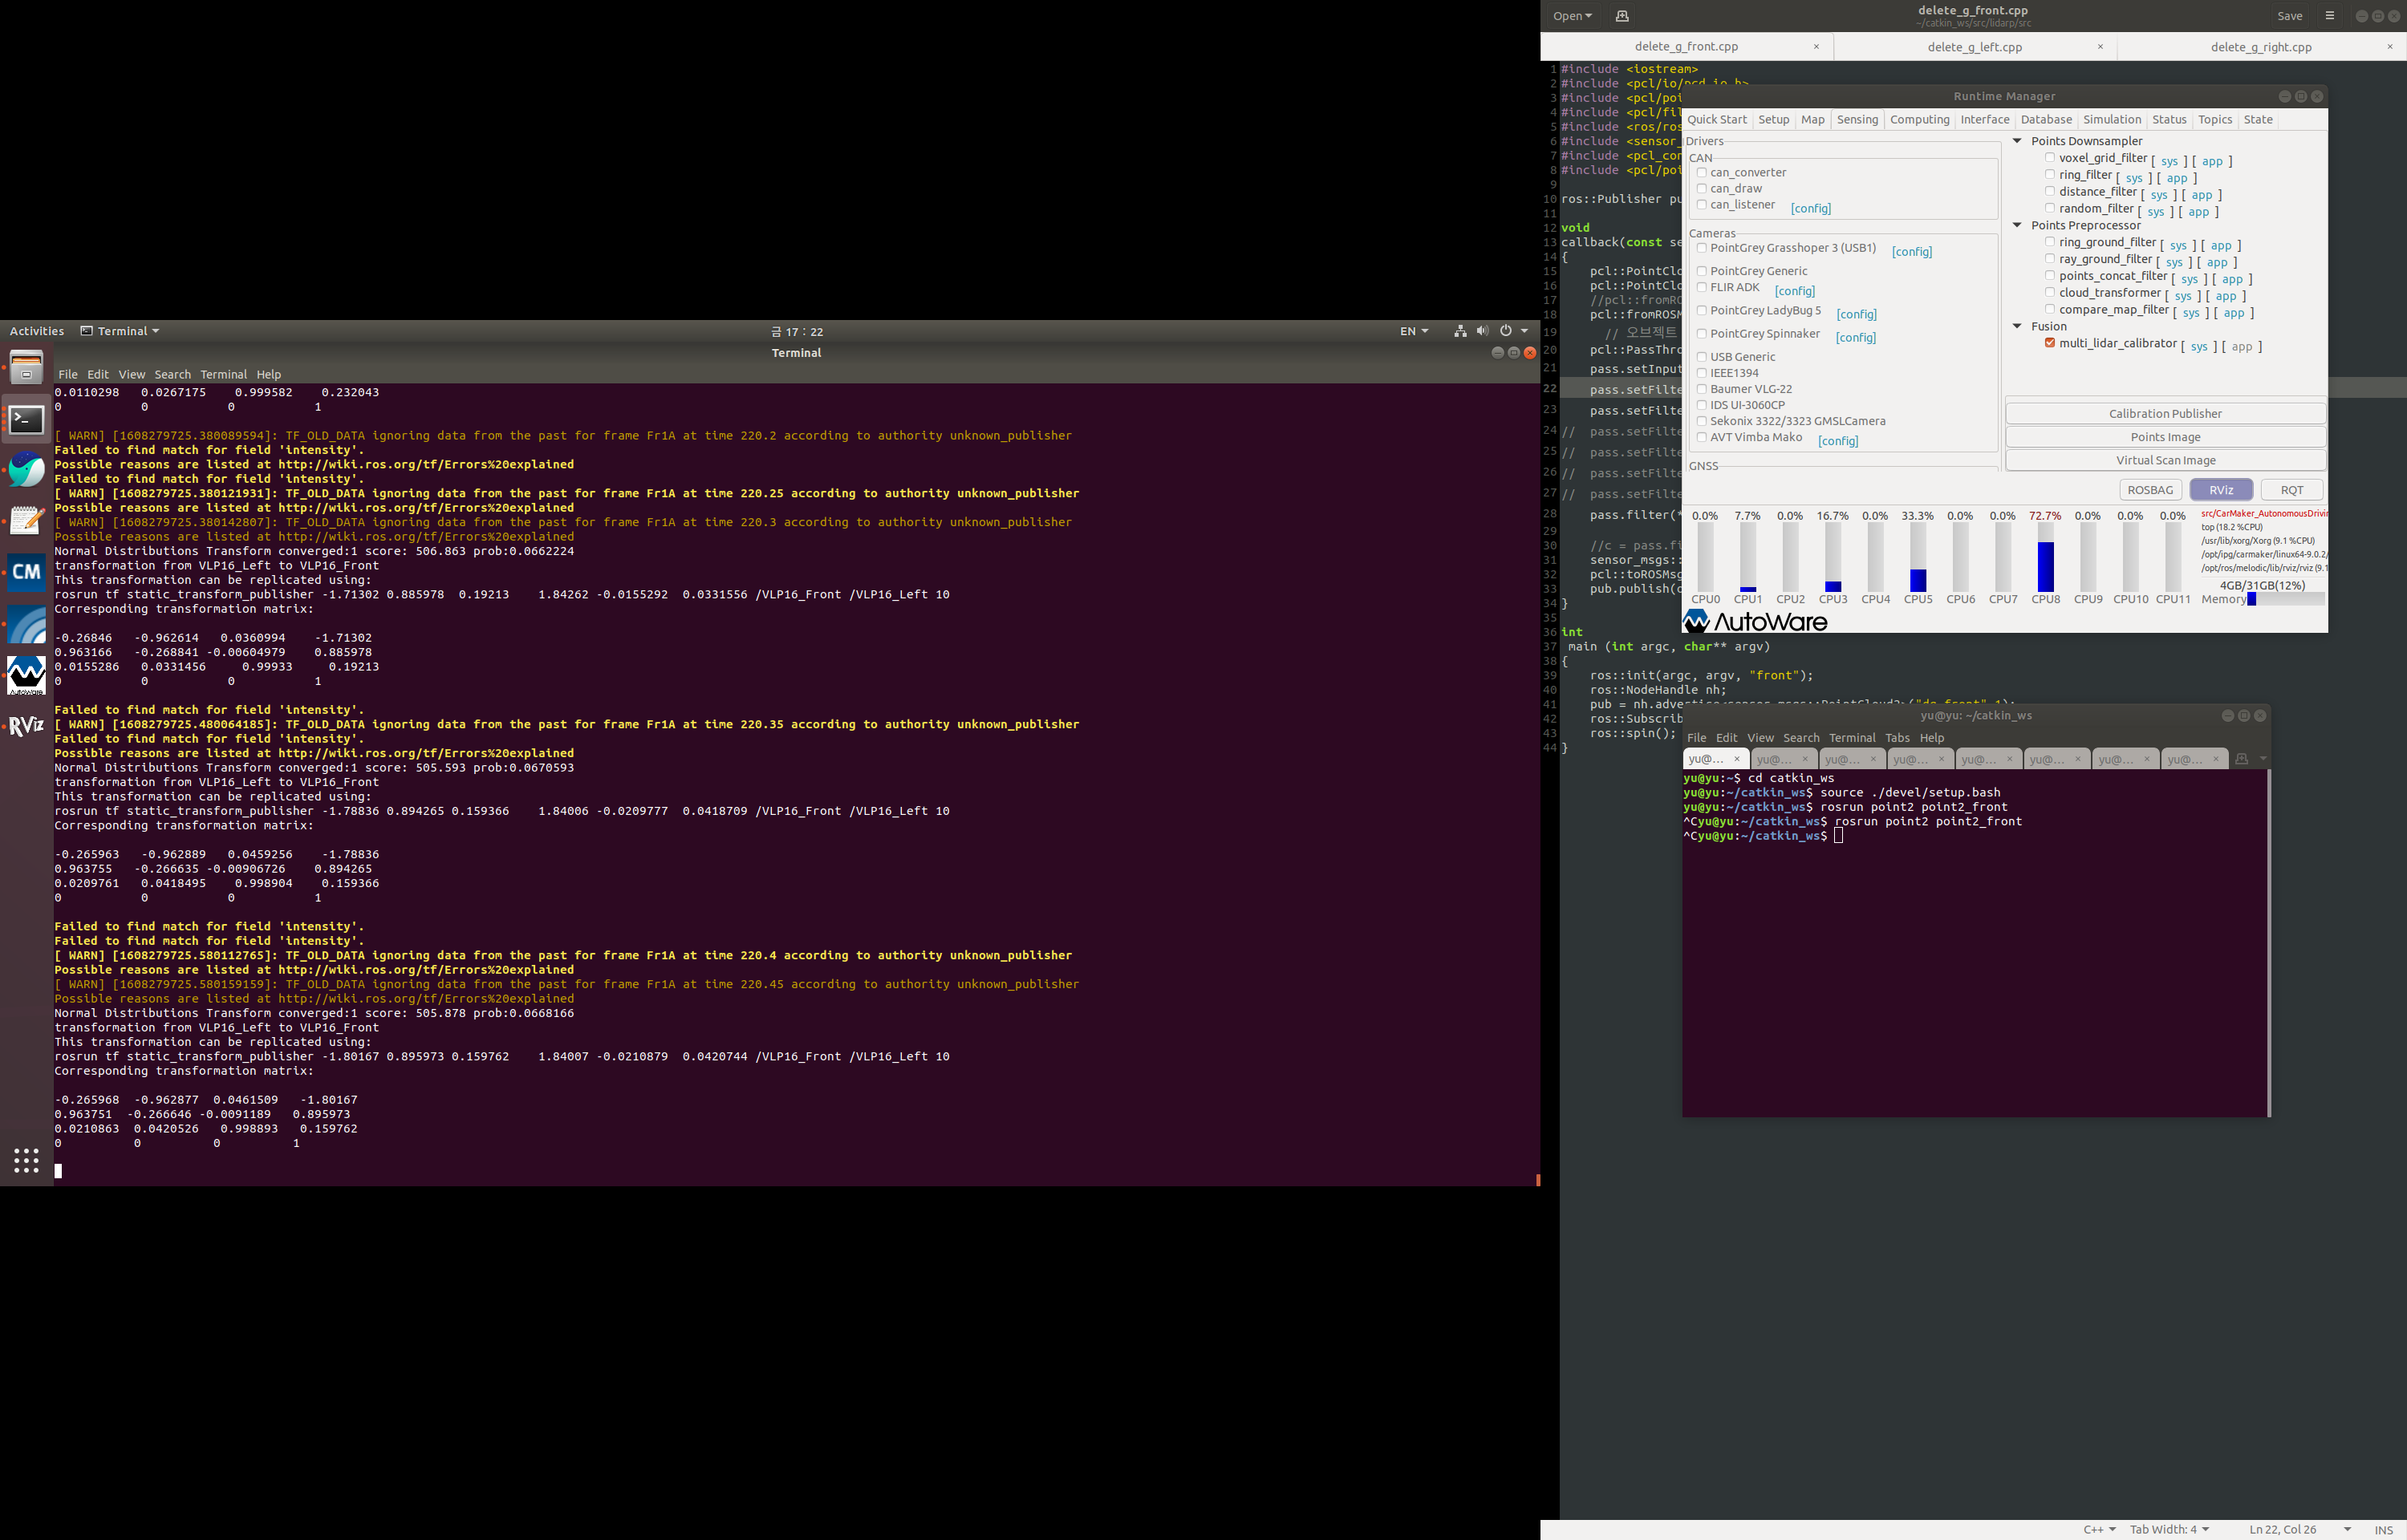 Activities Terminal 금 17 : 22 EN
Terminal
File Edit View Search Terminal Help
0.0110298 0.0267175 0.999582 0.232043
0 0 0 1
[ WARN] [1608279725.380089594]: TF_OLD_DATA ignoring data from the past for frame Fr1A at time 220.2 according to authority unknown_publisher
Failed to find match for field 'intensity'.
Possible reasons are listed at http://wiki.ros.org/tf/Errors%20explained
Failed to find match for field 'intensity'.
[ WARN] [1608279725.380121931]: TF_OLD_DATA ignoring data from the past for frame Fr1A at time 220.25 according to authority unknown_publisher
Possible reasons are listed at http://wiki.ros.org/tf/Errors%20explained
[ WARN] [1608279725.380142807]: TF_OLD_DATA ignoring data from the past for frame Fr1A at time 220.3 according to authority unknown_publisher
Possible reasons are listed at http://wiki.ros.org/tf/Errors%20explained
Normal Distributions Transform converged:1 score: 506.863 prob:0.0662224
transformation from VLP16_Left to VLP16_Front
This transformation can be replicated using:
rosrun tf static_transform_publisher -1.71302 0.885978 0.19213 1.84262 -0.0155292 0.0331556 /VLP16_Front /VLP16_Left 10
Corresponding transformation matrix:
-0.26846 -0.962614 0.0360994 -1.71302
0.963166 -0.268841 -0.00604979 0.885978
0.0155286 0.0331456 0.99933 0.19213
0 0 0 1
Failed to find match for field 'intensity'.
[ WARN] [1608279725.480064185]: TF_OLD_DATA ignoring data from the past for frame Fr1A at time 220.35 according to authority unknown_publisher
Failed to find match for field 'intensity'.
Possible reasons are listed at http://wiki.ros.org/tf/Errors%20explained
Normal Distributions Transform converged:1 score: 505.593 prob:0.0670593
transformation from VLP16_Left to VLP16_Front
This transformation can be replicated using:
rosrun tf static_transform_publisher -1.78836 0.894265 0.159366 1.84006 -0.0209777 0.0418709 /VLP16_Front /VLP16_Left 10
Corresponding transformation matrix:
-0.265963 -0.962889 0.0459256 -1.78836
0.963755 -0.266635 -0.00906726 0.894265
0.0209761 0.0418495 0.998904 0.159366
0 0 0 1
Failed to find match for field 'intensity'.
Failed to find match for field 'intensity'.
[ WARN] [1608279725.580112765]: TF_OLD_DATA ignoring data from the past for frame Fr1A at time 220.4 according to authority unknown_publisher
Possible reasons are listed at http://wiki.ros.org/tf/Errors%20explained
[ WARN] [1608279725.580159159]: TF_OLD_DATA ignoring data from the past for frame Fr1A at time 220.45 according to authority unknown_publisher
Possible reasons are listed at http://wiki.ros.org/tf/Errors%20explained
Normal Distributions Transform converged:1 score: 505.878 prob:0.0668166
transformation from VLP16_Left to VLP16_Front
This transformation can be replicated using:
rosrun tf static_transform_publisher -1.80167 0.895973 0.159762 1.84007 -0.0210879 0.0420744 /VLP16_Front /VLP16_Left 10
Corresponding transformation matrix:
-0.265968 -0.962877 0.0461509 -1.80167
0.963751 -0.266646 -0.0091189 0.895973
0.0210863 0.0420526 0.998893 0.159762
0 0 0 1
CM
AutoWare
RViz
Open delete_g_front.cpp Save
~/catkin_ws/src/lidarp/src
delete_g_front.cpp × delete_g_left.cpp × delete_g_right.cpp ×
1 #include <iostream>
2 #include <pcl/io/pcd_io.h>
3 #include <pcl/poi
4 #include <pcl/fil
5 #include <ros/ros
6 #include <sensor_
7 #include <pcl_con
8 #include <pcl/poi
9
10 ros::Publisher pu
11
12 void
13 callback(const se
14 {
15 pcl::PointClo
16 pcl::PointClo
17 //pcl::fromRO
18 pcl::fromROSM
19 // 오브젝트
20 pcl::PassThro
21 pass.setInput
22 pass.setFilte
23 pass.setFilte
24 // pass.setFilte
25 // pass.setFilte
26 // pass.setFilte
27 // pass.setFilte
28 pass.filter(*
29
30 //c = pass.fi
31 sensor_msgs::
32 pcl::toROSMsg
33 pub.publish(c
34 }
35
36 int
37 main (int argc, char** argv)
38 {
39 ros::init(argc, argv, "front");
40 ros::NodeHandle nh;
41 pub = nh.advertise<sensor_msgs::PointCloud2>("de_front",1);
42 ros::Subscrib
43 ros::spin();
44 }
Runtime Manager
Quick Start Setup Map Sensing Computing Interface Database Simulation Status Topics State
Drivers
CAN
can_converter
can_draw
can_listener [config]
Cameras
PointGrey Grasshoper 3 (USB1) [config]
PointGrey Generic
FLIR ADK [config]
PointGrey LadyBug 5 [config]
PointGrey Spinnaker [config]
USB Generic
IEEE1394
Baumer VLG-22
IDS UI-3060CP
Sekonix 3322/3323 GMSLCamera
AVT Vimba Mako [config]
GNSS
Points Downsampler
voxel_grid_filter [ sys ] [ app ]
ring_filter [ sys ] [ app ]
distance_filter [ sys ] [ app ]
random_filter [ sys ] [ app ]
Points Preprocessor
ring_ground_filter [ sys ] [ app ]
ray_ground_filter [ sys ] [ app ]
points_concat_filter [ sys ] [ app ]
cloud_transformer [ sys ] [ app ]
compare_map_filter [ sys ] [ app ]
Fusion
multi_lidar_calibrator [ sys ] [ app ]
Calibration Publisher
Points Image
Virtual Scan Image
ROSBAG RViz RQT
0.0% 7.7% 0.0% 16.7% 0.0% 33.3% 0.0% 0.0% 72.7% 0.0% 0.0% 0.0%
CPU0 CPU1 CPU2 CPU3 CPU4 CPU5 CPU6 CPU7 CPU8 CPU9 CPU10 CPU11
src/CarMaker_AutonomousDrivin
top (18.2 %CPU)
/usr/lib/xorg/Xorg (9.1 %CPU)
/opt/ipg/carmaker/linux64-9.0.2/
/opt/ros/melodic/lib/rviz/rviz (9.1
4GB/31GB(12%)
Memory
AutoWare
yu@yu: ~/catkin_ws
File Edit View Search Terminal Tabs Help
yu@... × yu@... × yu@... × yu@... × yu@... × yu@... × yu@... × yu@... ×
yu@yu:~$ cd catkin_ws
yu@yu:~/catkin_ws$ source ./devel/setup.bash
yu@yu:~/catkin_ws$ rosrun point2 point2_front
^Cyu@yu:~/catkin_ws$ rosrun point2 point2_front
^Cyu@yu:~/catkin_ws$
C++ Tab Width: 4 Ln 22, Col 26 INS